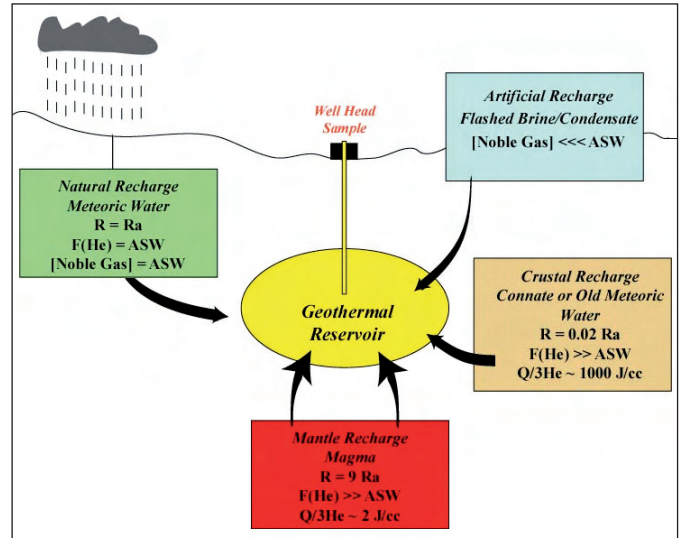 Well Head
Sample
Artificial Recharge
Flashed Brine/Condensate
[Noble Gas] <<< ASW
Natural Recharge
Meteoric Water
R = Ra
F(He) = ASW
[Noble Gas] = ASW
Geothermal
Reservoir
Crustal Recharge
Connate or Old Meteoric
Water
R = 0.02 Ra
F(He) >> ASW
Q/3He ~ 1000 J/cc
Mantle Recharge
Magma
R = 9 Ra
F(He) >> ASW
Q/3He ~ 2 J/cc